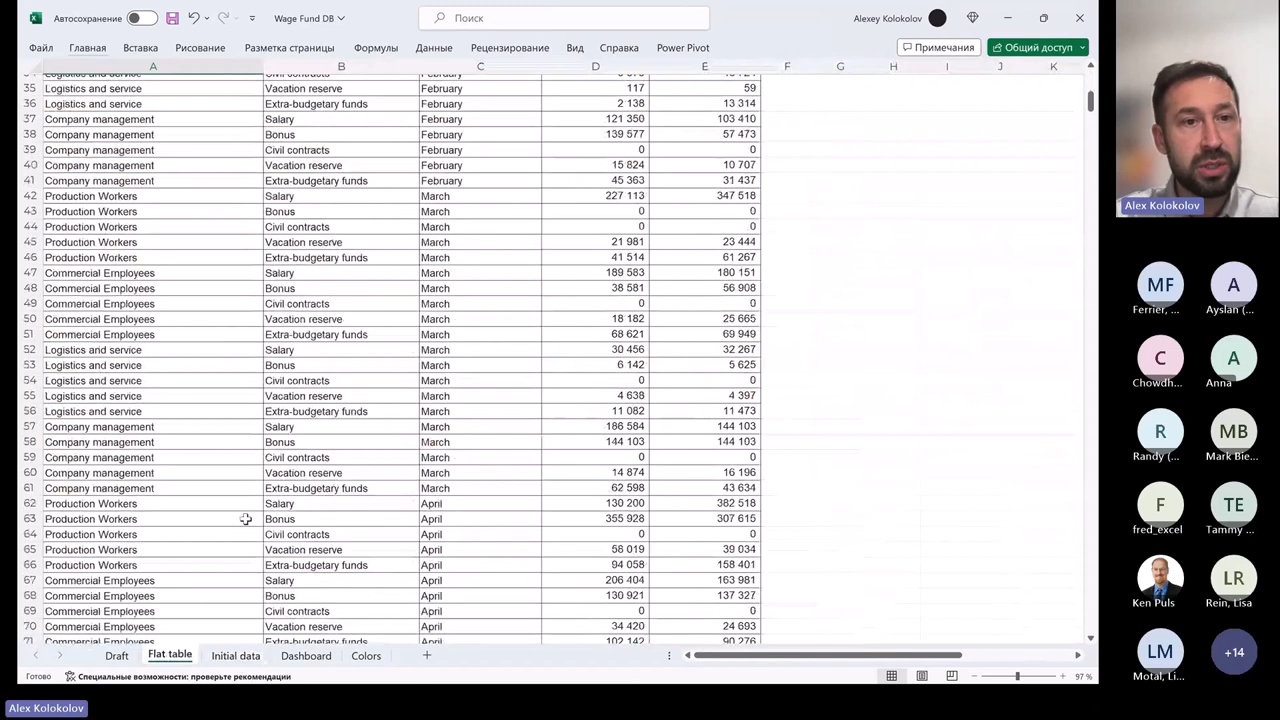 Автосохранение
Wage Fund DB
Поиск
Alexey Kolokolov
Файл Главная Вставка Рисование Разметка страницы Формулы Данные Рецензирование Вид Справка Power Pivot
Примечания Общий доступ
A B C D E F G H I J K
35 Logistics and service Vacation reserve February 117 59
36 Logistics and service Extra-budgetary funds February 2 138 13 314
37 Company management Salary February 121 350 103 410
38 Company management Bonus February 139 577 57 473
39 Company management Civil contracts February 0 0
40 Company management Vacation reserve February 15 824 10 707
41 Company management Extra-budgetary funds February 45 363 31 437
42 Production Workers Salary March 227 113 347 518
43 Production Workers Bonus March 0 0
44 Production Workers Civil contracts March 0 0
45 Production Workers Vacation reserve March 21 981 23 444
46 Production Workers Extra-budgetary funds March 41 514 61 267
47 Commercial Employees Salary March 189 583 180 151
48 Commercial Employees Bonus March 38 581 56 908
49 Commercial Employees Civil contracts March 0 0
50 Commercial Employees Vacation reserve March 18 182 25 665
51 Commercial Employees Extra-budgetary funds March 68 621 69 949
52 Logistics and service Salary March 30 456 32 267
53 Logistics and service Bonus March 6 142 5 625
54 Logistics and service Civil contracts March 0 0
55 Logistics and service Vacation reserve March 4 638 4 397
56 Logistics and service Extra-budgetary funds March 11 082 11 473
57 Company management Salary March 186 584 144 103
58 Company management Bonus March 144 103 144 103
59 Company management Civil contracts March 0 0
60 Company management Vacation reserve March 14 874 16 196
61 Company management Extra-budgetary funds March 62 598 43 634
62 Production Workers Salary April 130 200 382 518
63 Production Workers Bonus April 355 928 307 615
64 Production Workers Civil contracts April 0 0
65 Production Workers Vacation reserve April 58 019 39 034
66 Production Workers Extra-budgetary funds April 94 058 158 401
67 Commercial Employees Salary April 206 404 163 981
68 Commercial Employees Bonus April 130 921 137 327
69 Commercial Employees Civil contracts April 0 0
70 Commercial Employees Vacation reserve April 34 420 24 693
71 Commercial Employees Extra-budgetary funds April 102 142 90 276
Draft Flat table Initial data Dashboard Colors
Готово Специальные возможности: проверьте рекомендации 97 %
Alex Kolokolov
Alex Kolokolov
MF A
Ferrier, ... Ayslan (...
C A
Chowdh... Anna
R MB
Randy (... Mark Bie...
F TE
fred_excel Tammy ...
LR
Ken Puls Rein, Lisa
LM +14
Motal, Li...